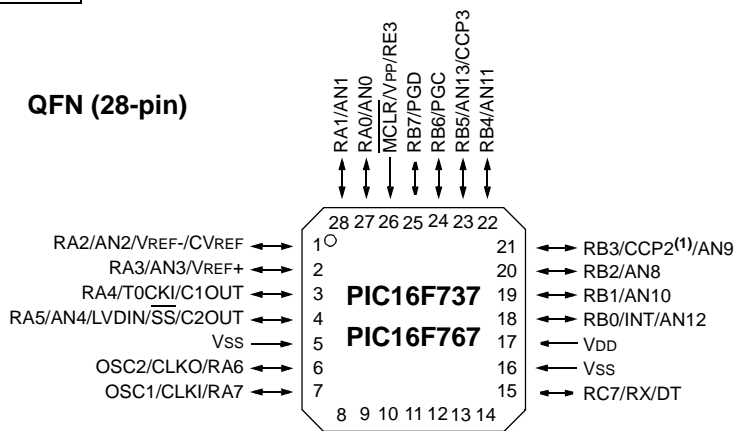 QFN (28-pin)
RA1/AN1
RA0/AN0
MCLR/VPP/RE3
RB7/PGD
RB6/PGC
RB5/AN13/CCP3
RB4/AN11
28 27 26 25 24 23 22
RA2/AN2/VREF-/CVREF 1
RA3/AN3/VREF+ 2
RA4/T0CKI/C1OUT 3
RA5/AN4/LVDIN/SS/C2OUT 4
VSS 5
OSC2/CLKO/RA6 6
OSC1/CLKI/RA7 7
PIC16F737
PIC16F767
21 RB3/CCP2(1)/AN9
20 RB2/AN8
19 RB1/AN10
18 RB0/INT/AN12
17 VDD
16 VSS
15 RC7/RX/DT
8 9 10 11 12 13 14